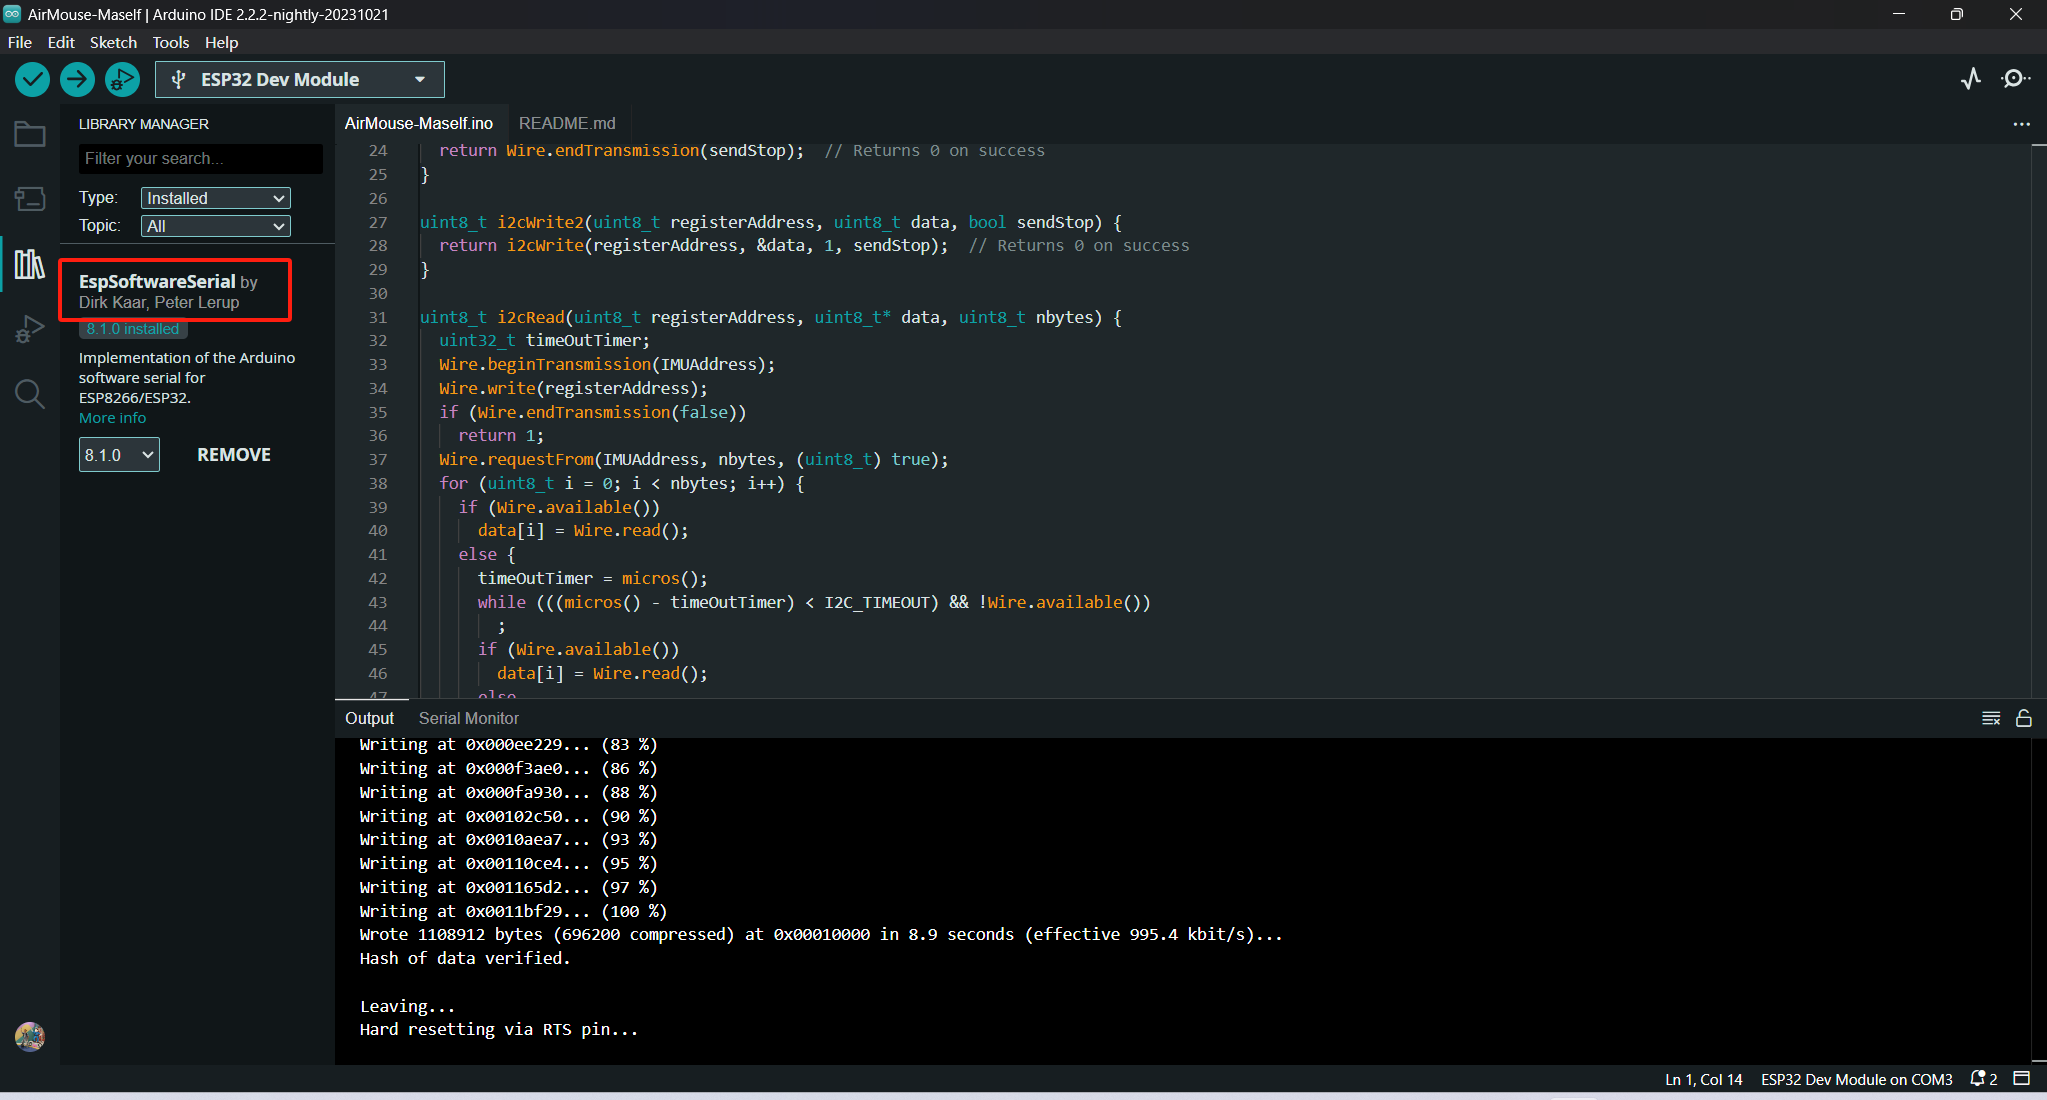 AirMouse-Maself | Arduino IDE 2.2.2-nightly-20231021
File Edit Sketch Tools Help
ESP32 Dev Module
LIBRARY MANAGER
Filter your search...
Type: Installed
Topic: All
EspSoftwareSerial by
Dirk Kaar, Peter Lerup
8.1.0 installed
Implementation of the Arduino
software serial for
ESP8266/ESP32.
More info
8.1.0 REMOVE
AirMouse-Maself.ino README.md
24 return Wire.endTransmission(sendStop);  // Returns 0 on success
25 }
26
27 uint8_t i2cWrite2(uint8_t registerAddress, uint8_t data, bool sendStop) {
28 return i2cWrite(registerAddress, &data, 1, sendStop);  // Returns 0 on success
29 }
30
31 uint8_t i2cRead(uint8_t registerAddress, uint8_t* data, uint8_t nbytes) {
32 uint32_t timeOutTimer;
33 Wire.beginTransmission(IMUAddress);
34 Wire.write(registerAddress);
35 if (Wire.endTransmission(false))
36 return 1;
37 Wire.requestFrom(IMUAddress, nbytes, (uint8_t) true);
38 for (uint8_t i = 0; i < nbytes; i++) {
39 if (Wire.available())
40 data[i] = Wire.read();
41 else {
42 timeOutTimer = micros();
43 while (((micros() - timeOutTimer) < I2C_TIMEOUT) && !Wire.available())
44 ;
45 if (Wire.available())
46 data[i] = Wire.read();
47 else
Output Serial Monitor
Writing at 0x000ee229... (83 %)
Writing at 0x000f3ae0... (86 %)
Writing at 0x000fa930... (88 %)
Writing at 0x00102c50... (90 %)
Writing at 0x0010aea7... (93 %)
Writing at 0x00110ce4... (95 %)
Writing at 0x001165d2... (97 %)
Writing at 0x0011bf29... (100 %)
Wrote 1108912 bytes (696200 compressed) at 0x00010000 in 8.9 seconds (effective 995.4 kbit/s)...
Hash of data verified.
Leaving...
Hard resetting via RTS pin...
Ln 1, Col 14 ESP32 Dev Module on COM3 2